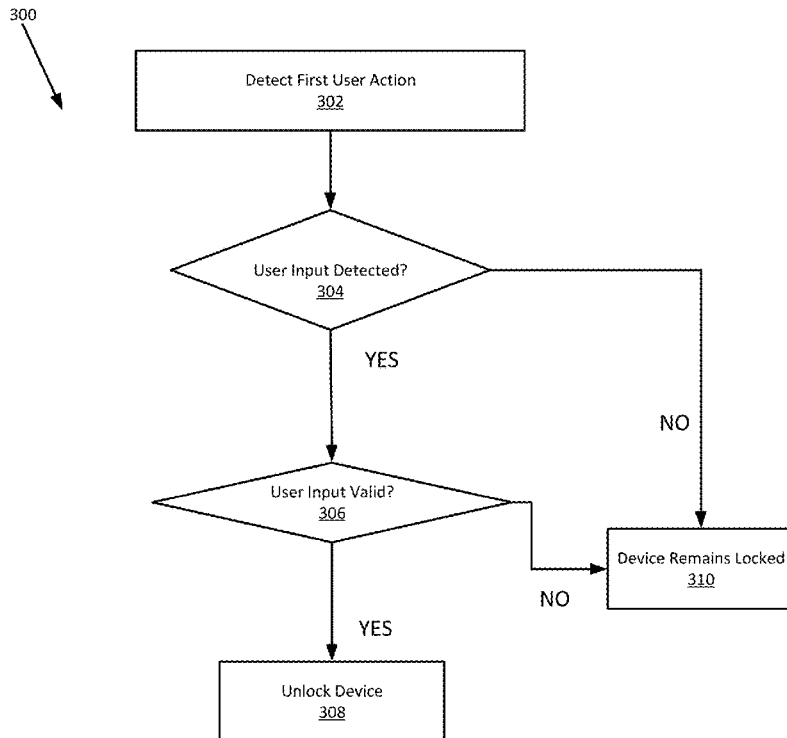 300
Detect First User Action
302
User Input Detected?
304
YES
NO
User Input Valid?
306
Device Remains Locked
310
NO
YES
Unlock Device
308